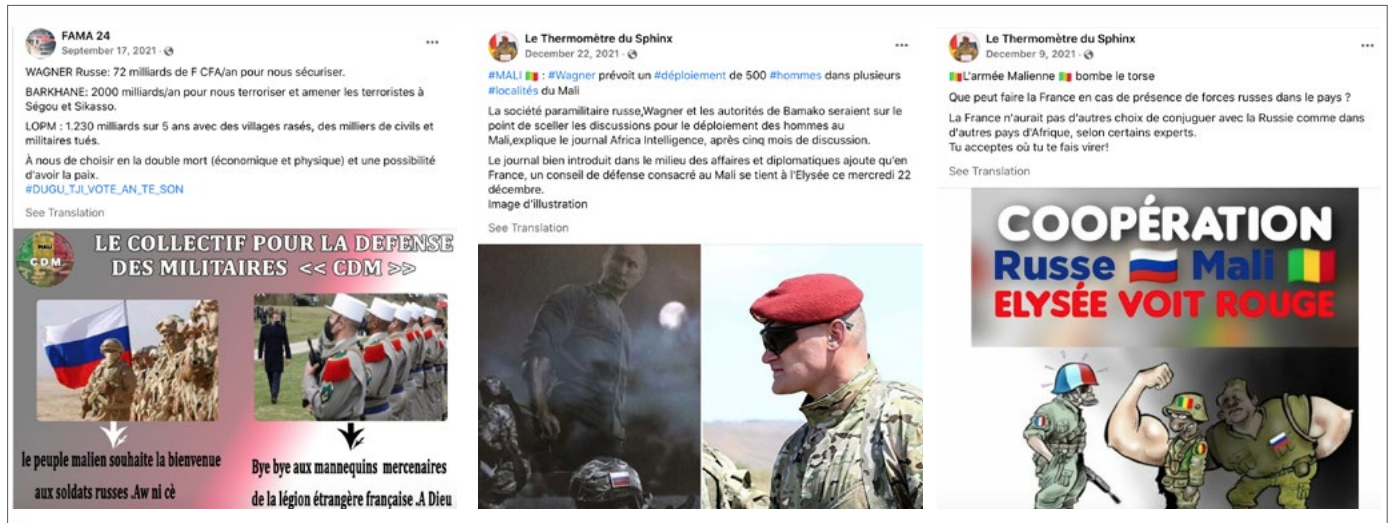 FAMA 24
September 17, 2021 ·
WAGNER Russe: 72 milliards de F CFA/an pour nous sécuriser.
BARKHANE: 2000 milliards/an pour nous terroriser et amener les terroristes à
Ségou et Sikasso.
LOPM : 1.230 milliards sur 5 ans avec des villages rasés, des milliers de civils et
militaires tués.
À nous de choisir en la double mort (économique et physique) et une possibilité
d'avoir la paix.
#DUGU_TJI_VOTE_AN_TE_SON
See Translation
MALI
CDM
LE COLLECTIF POUR LA DEFENSE
DES MILITAIRES << CDM >>
le peuple malien souhaite la bienvenue
aux soldats russes .Aw ni cè
Bye bye aux mannequins mercenaires
de la légion étrangère française .A Dieu
Le Thermomètre du Sphinx
December 22, 2021 ·
#MALI 🇲🇱 : #Wagner prévoit un #déploiement de 500 #hommes dans plusieurs
#localités du Mali
La société paramilitaire russe,Wagner et les autorités de Bamako seraient sur le
point de sceller les discussions pour le déploiement des hommes au
Mali,explique le journal Africa Intelligence, après cinq mois de discussion.
Le journal bien introduit dans le milieu des affaires et diplomatiques ajoute qu'en
France, un conseil de défense consacré au Mali se tient à l'Elysée ce mercredi 22
décembre.
Image d'illustration
See Translation
Le Thermomètre du Sphinx
December 9, 2021 ·
🇲🇱L'armée Malienne 🇲🇱 bombe le torse
Que peut faire la France en cas de présence de forces russes dans le pays ?
La France n'aurait pas d'autres choix de conjuguer avec la Russie comme dans
d'autres pays d'Afrique, selon certains experts.
Tu acceptes où tu te fais virer!
See Translation
COOPÉRATION
Russe 🇷🇺 Mali 🇲🇱
ELYSÉE VOIT ROUGE